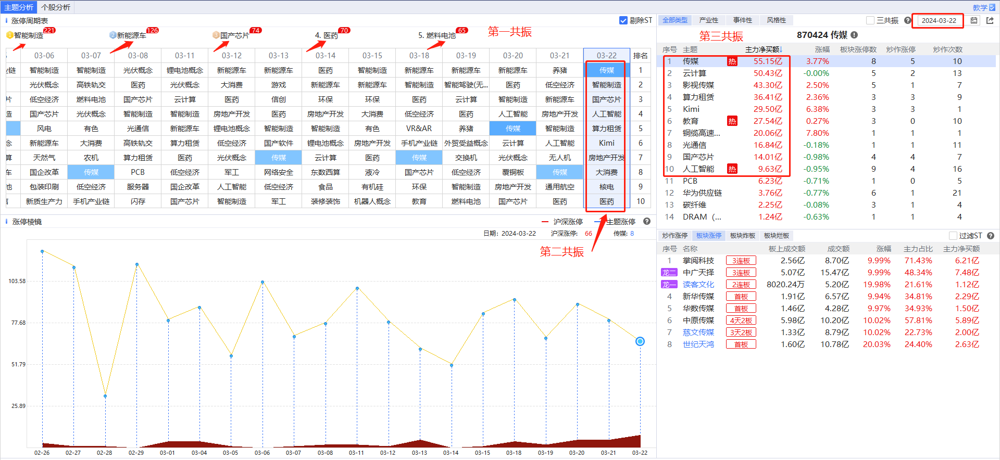 主题分析 个股分析 教学
涨停周期表 剔除ST
1 智能制造 221 2 新能源车 126 3 国产芯片 74 4. 医药 70 5. 燃料电池 65 第一共振
03-06 03-07 03-08 03-11 03-12 03-13 03-14 03-15 03-18 03-19 03-20 03-21 03-22 排名
业链 智能制造 智能制造 光伏概念 锂电池概念 新能源车 新能源车 医药 智能制造 新能源车 新能源车 新能源车 养猪 传媒 1
光伏概念 高铁轨交 医药 光伏概念 大消费 游戏 新能源车 新能源车 智能制造 智能驾驶(无... 医药 低空经济 智能制造 2
片 低空经济 燃料电池 国产芯片 云计算 医药 信创 环保 环保 医药 云计算 智能制造 新能源车 国产芯片 3
造 国产芯片 光伏概念 智能制造 智能制造 房地产开发 医药 房地产开发 大消费 低空经济 医药 人工智能 房地产开发 人工智能 4
风电 有色 光通信 新能源车 锂电池概念 智能制造 智能制造 有色 VR&AR 养猪 传媒 智能制造 算力租赁 5
念 新能源车 大消费 高铁轨交 算力租赁 低空经济 国产软件 锂电池概念 房地产开发 手机产业链 外贸受益概念 云计算 人工智能 Kimi 6
算 天然气 农机 算力租赁 医药 光伏概念 传媒 云计算 医药 传媒 交换机 光伏概念 无人机 房地产开发 7
车 国企改革 传媒 PCB 低空经济 军工 网络安全 东数西算 液冷 国产芯片 低空经济 覆铜板 传媒 大消费 8
池 包装印刷 低空经济 服务器 国企改革 人工智能 低空经济 食品 有机硅 环保 智能制造 房地产开发 通用航空 核电 9
新质生产力 手机产业链 闪存 国产芯片 智能制造 军工 装修装饰 机器人概念 教育 燃料电池 国产芯片 医药 医药 10
涨停棱镜 沪深涨停 主题涨停
日期: 2024-03-22 沪深涨停: 66 传媒: 8
第二共振
103.58
77.68
51.79
25.89
02-26 02-27 02-28 02-29 03-01 03-04 03-05 03-06 03-07 03-08 03-11 03-12 03-13 03-14 03-15 03-18 03-19 03-20 03-21 03-22
全部类型 产业性 事件性 风格性 三共振 2024-03-22
第三共振 870424 传媒
序号 主题 主力净买额↓ 涨幅 板块涨停数 炒作涨停 炒作次数
1 传媒 热 55.15亿 3.77% 8 5 10
2 云计算 50.43亿 -0.00% 5 2 13
3 影视传媒 43.30亿 2.50% 5 1 7
4 算力租赁 36.41亿 2.36% 3 3 9
5 Kimi 29.50亿 6.38% 3 3 1
6 教育 热 27.54亿 0.27% 3 0 10
7 铜缆高速... 20.06亿 7.80% 1 1 1
8 光通信 16.84亿 -0.18% 1 1 11
9 国产芯片 14.01亿 -0.98% 4 4 7
10 人工智能 热 9.63亿 -0.95% 9 4 16
11 PCB 6.23亿 -0.71% 1 0 5
12 华为供应链 3.76亿 -0.77% 6 1 21
13 碳纤维 2.25亿 -0.08% 3 1 4
14 DRAM（... 1.24亿 -0.63% 1 1 4
炒作涨停 板块涨停 板块炸板 板块烂板 过滤ST
序号 名称 板上成交额 成交额 涨幅 主力占比 主力净买额
1 掌阅科技 3连板 2.56亿 8.70亿 9.99% 71.43% 6.21亿
龙二 中广天择 3连板 5.07亿 15.47亿 9.99% 48.34% 7.48亿
龙一 读客文化 2连板 8020.24万 5.20亿 19.98% 21.61% 1.12亿
4 新华传媒 首板 1.91亿 6.57亿 9.94% 34.81% 2.29亿
5 华数传媒 首板 1.46亿 4.28亿 9.97% 34.93% 1.50亿
6 中原传媒 4天2板 5.98亿 10.20亿 10.02% 57.81% 5.89亿
7 慈文传媒 3天2板 1.33亿 8.79亿 10.02% 22.73% 2.00亿
8 世纪天鸿 首板 1.60亿 10.78亿 20.03% 24.40% 2.63亿